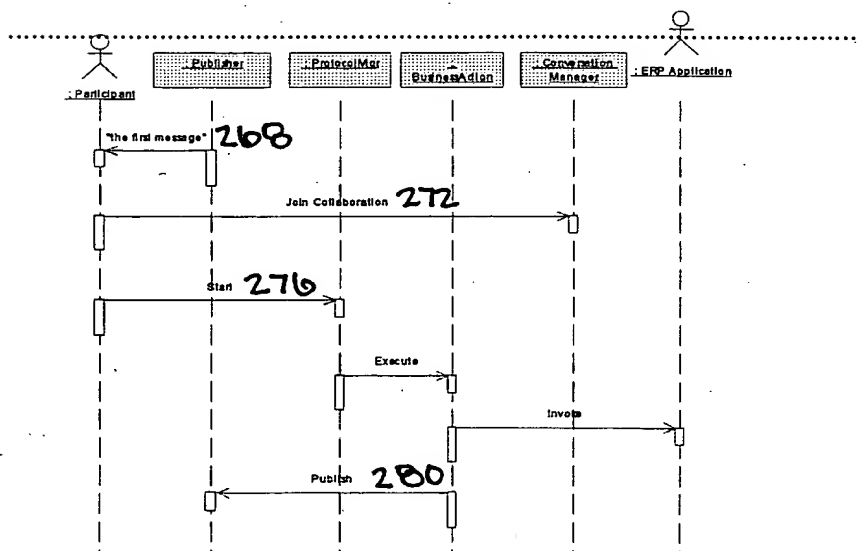 : Publisher
: ProtocolMgr
:
BusinessAction
: Conversation
Manager
: ERP Application
: Participant
"the first message" 268
Join Collaboration 272
Start 276
Execute
Invoke
Publish 280